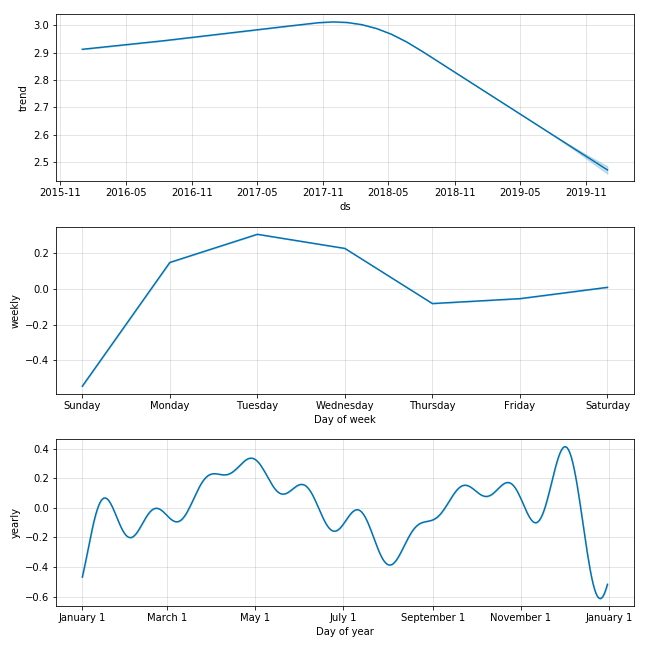 3.0
2.9
2.8
2.7
2.6
2.5
trend
2015-11 2016-05 2016-11 2017-05 2017-11 2018-05 2018-11 2019-05 2019-11
ds
0.2
0.0
−0.2
−0.4
weekly
Sunday Monday Tuesday Wednesday Thursday Friday Saturday
Day of week
0.4
0.2
0.0
−0.2
−0.4
−0.6
yearly
January 1 March 1 May 1 July 1 September 1 November 1 January 1
Day of year